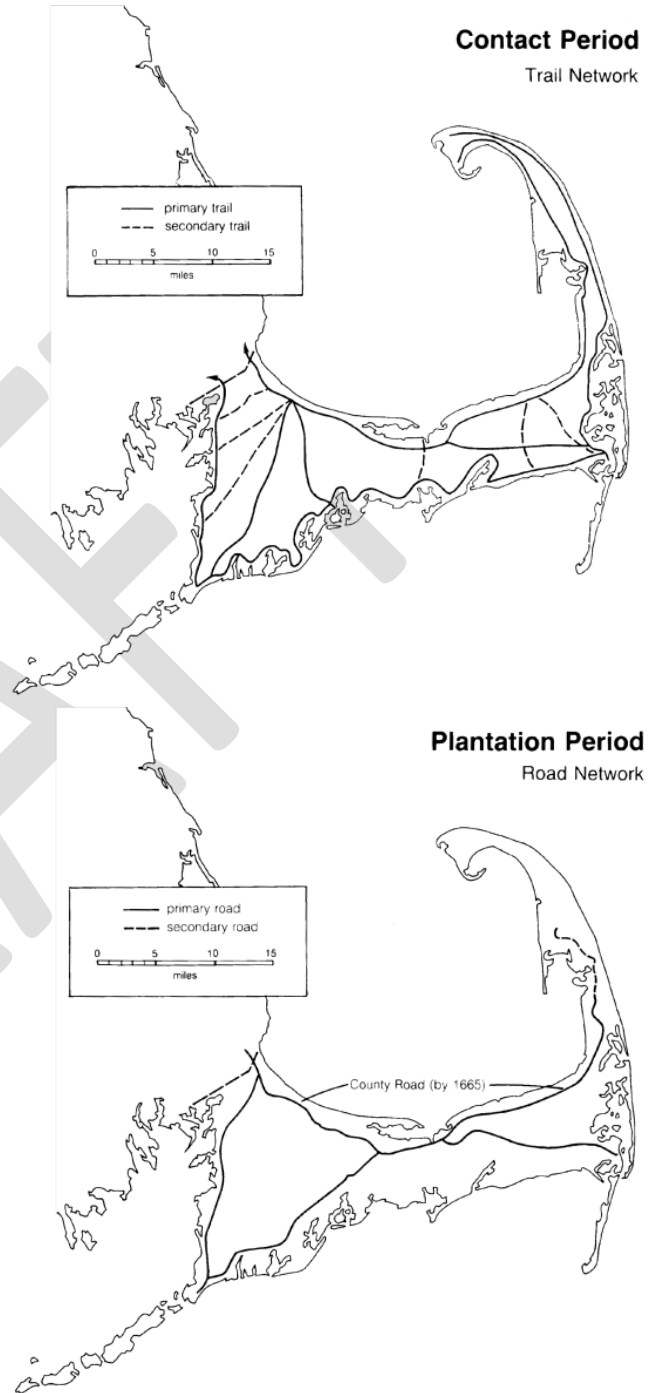 Contact Period
Trail Network
primary trail
secondary trail
0 5 10 15
miles
Plantation Period
Road Network
primary road
secondary road
0 5 10 15
miles
County Road (by 1665)